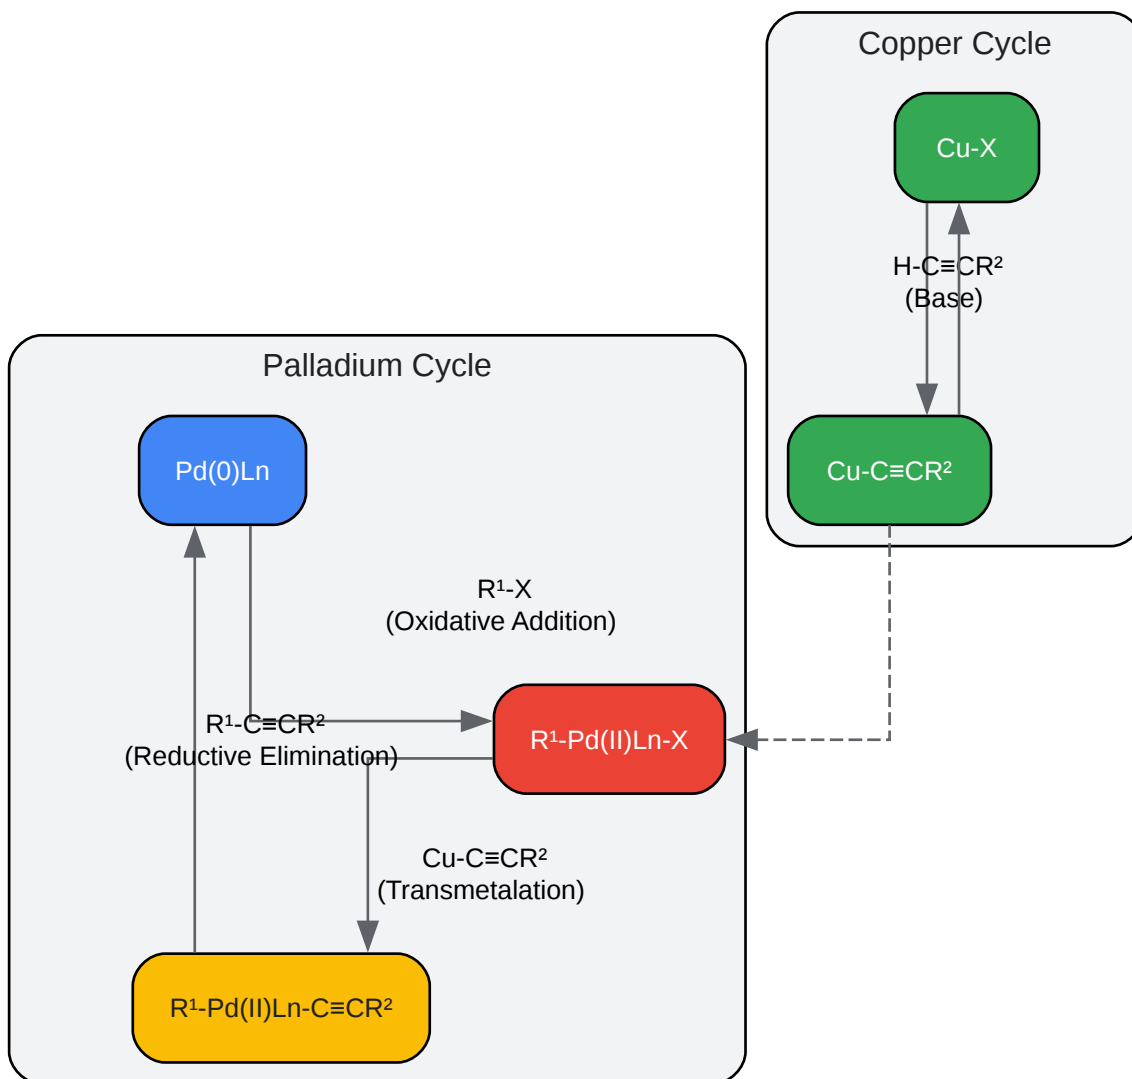 Copper Cycle
Cu-X
H-C≡CR²
(Base)
Palladium Cycle
Pd(0)Ln
Cu-C≡CR²
R¹-X
(Oxidative Addition)
R¹-C≡CR²
(Reductive Elimination)
R¹-Pd(II)Ln-X
Cu-C≡CR²
(Transmetalation)
R¹-Pd(II)Ln-C≡CR²